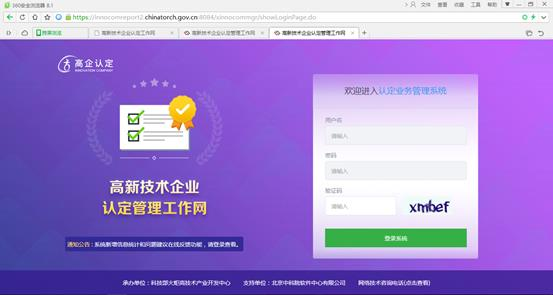 360安全浏览器 8.1
文件 查看 收藏 工具 帮助
https://innocomreport2.chinatorch.gov.cn:8084/xinnocommgr/showLoginPage.do
跨屏浏览 高新技术企业认定工作网 高新技术企业认定管理工作网 高新技术企业认定管理工作网
高企认定
INNOVATION COMPANY
高新技术企业
认定管理工作网
通知公告：系统新增信息统计和问题建议在线反馈功能，请登录查看。
欢迎进入认定业务管理系统
用户名
请输入
密码
请输入
验证码
请输入
xmbef
登录系统
承办单位：科技部火炬高技术产业开发中心 支持单位：北京中科院软件中心有限公司 网络技术咨询电话(点击查看)